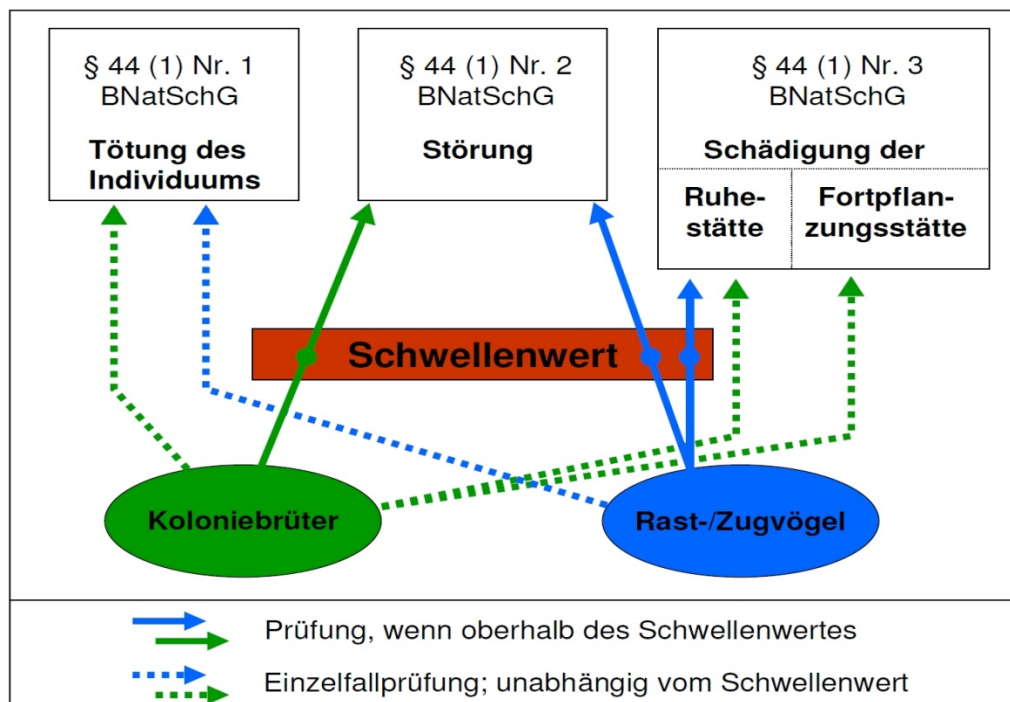 § 44 (1) Nr. 1
BNatSchG
Tötung des
Individuums
§ 44 (1) Nr. 2
BNatSchG
Störung
§ 44 (1) Nr. 3
BNatSchG
Schädigung der
Ruhe-
stätte
Fortpflan-
zungsstätte
Schwellenwert
Koloniebrüter
Rast-/Zugvögel
Prüfung, wenn oberhalb des Schwellenwertes
Einzelfallprüfung; unabhängig vom Schwellenwert